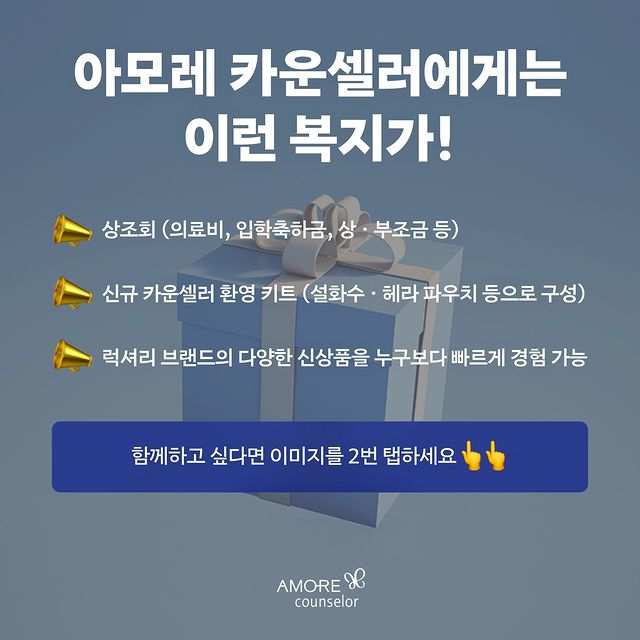 아모레 카운셀러에게는
이런 복지가!
상조회 (의료비, 입학축하금, 상・부조금 등)
신규 카운셀러 환영 키트 (설화수・헤라 파우치 등으로 구성)
럭셔리 브랜드의 다양한 신상품을 누구보다 빠르게 경험 가능
함께하고 싶다면 이미지를 2번 탭하세요👆👆
AMORE
counselor